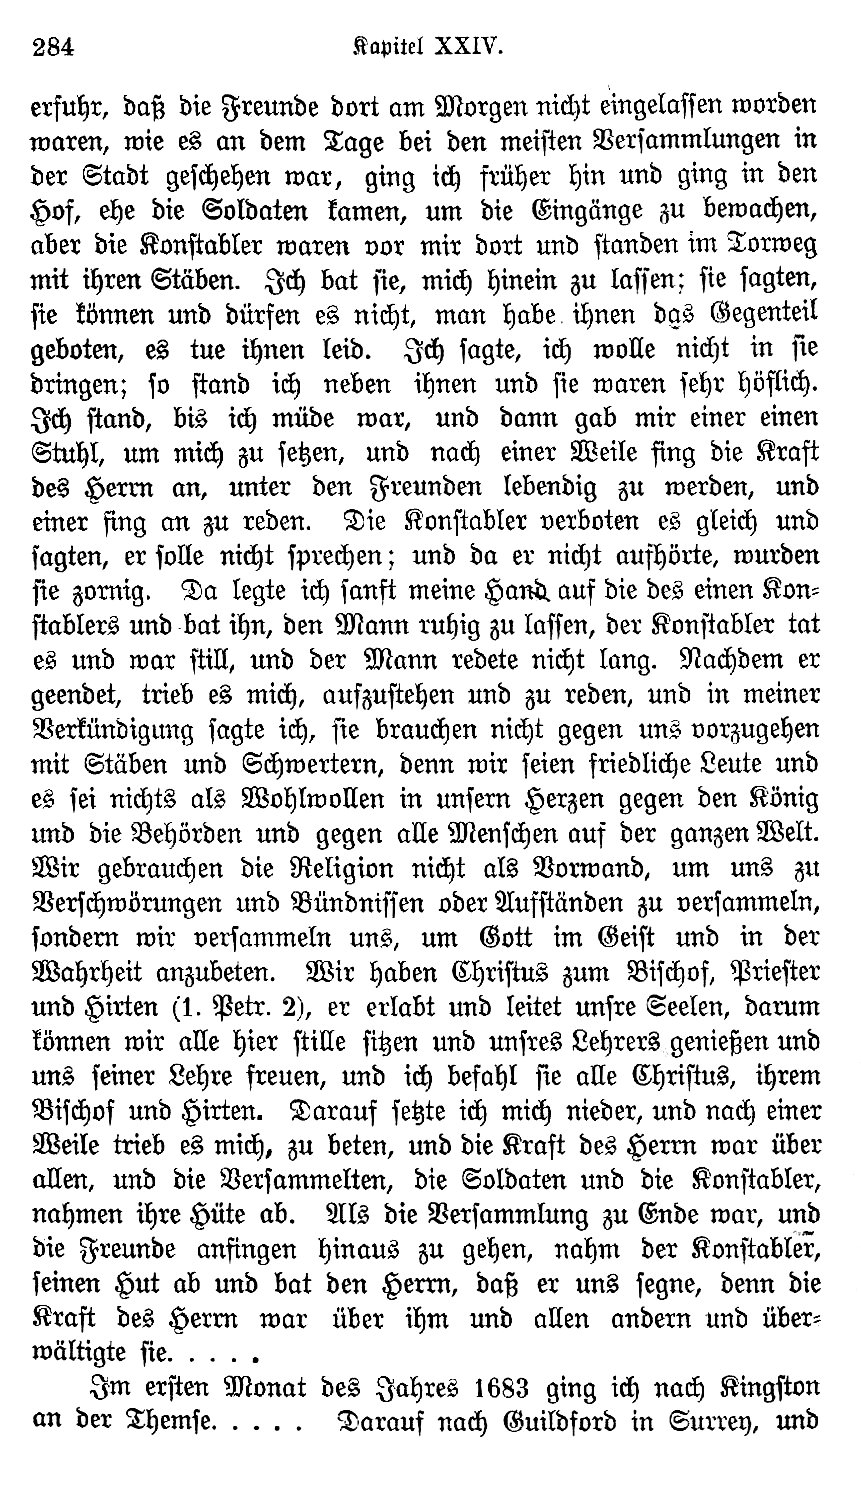 284 Kapitel XXIV.
erfuhr, daß die Freunde dort am Morgen nicht eingelassen worden
waren, wie es an dem Tage bei den meisten Versammlungen in
der Stadt geschehen war, ging ich früher hin und ging in den
Hof, ehe die Soldaten kamen, um die Eingänge zu bewachen,
aber die Konstabler waren vor mir dort und standen im Torweg
mit ihren Stäben. Ich bat sie, mich hinein zu lassen; sie sagten,
sie können und dürfen es nicht, man habe ihnen das Gegenteil
geboten, es tue ihnen leid. Ich sagte, ich wolle nicht in sie
dringen; so stand ich neben ihnen und sie waren sehr höflich.
Ich stand, bis ich müde war, und dann gab mir einer einen
Stuhl, um mich zu setzen, und nach einer Weile fing die Kraft
des Herrn an, unter den Freunden lebendig zu werden, und
einer fing an zu reden. Die Konstabler verboten es gleich und
sagten, er solle nicht sprechen; und da er nicht aufhörte, wurden
sie zornig. Da legte ich sanft meine Hand auf die des einen Kon-
stablers und bat ihn, den Mann ruhig zu lassen, der Konstabler tat
es und war still, und der Mann redete nicht lang. Nachdem er
geendet, trieb es mich, aufzustehen und zu reden, und in meiner
Verkündigung sagte ich, sie brauchen nicht gegen uns vorzugehen
mit Stäben und Schwertern, denn wir seien friedliche Leute und
es sei nichts als Wohlwollen in unsern Herzen gegen den König
und die Behörden und gegen alle Menschen auf der ganzen Welt.
Wir gebrauchen die Religion nicht als Vorwand, um uns zu
Verschwörungen und Bündnissen oder Aufständen zu versammeln,
sondern wir versammeln uns, um Gott im Geist und in der
Wahrheit anzubeten. Wir haben Christus zum Bischof, Priester
und Hirten (1. Petr. 2), er erlabt und leitet unsre Seelen, darum
können wir alle hier stille sitzen und unsres Lehrers genießen und
uns seiner Lehre freuen, und ich befahl sie alle Christus, ihrem
Bischof und Hirten. Darauf setzte ich mich nieder, und nach einer
Weile trieb es mich, zu beten, und die Kraft des Herrn war über
allen, und die Versammelten, die Soldaten und die Konstabler,
nahmen ihre Hüte ab. Als die Versammlung zu Ende war, und
die Freunde anfingen hinaus zu gehen, nahm der Konstabler,
seinen Hut ab und bat den Herrn, daß er uns segne, denn die
Kraft des Herrn war über ihm und allen andern und über-
wältigte sie. . . . .
Im ersten Monat des Jahres 1683 ging ich nach Kingston
an der Themse. . . . . Darauf nach Guildford in Surrey, und